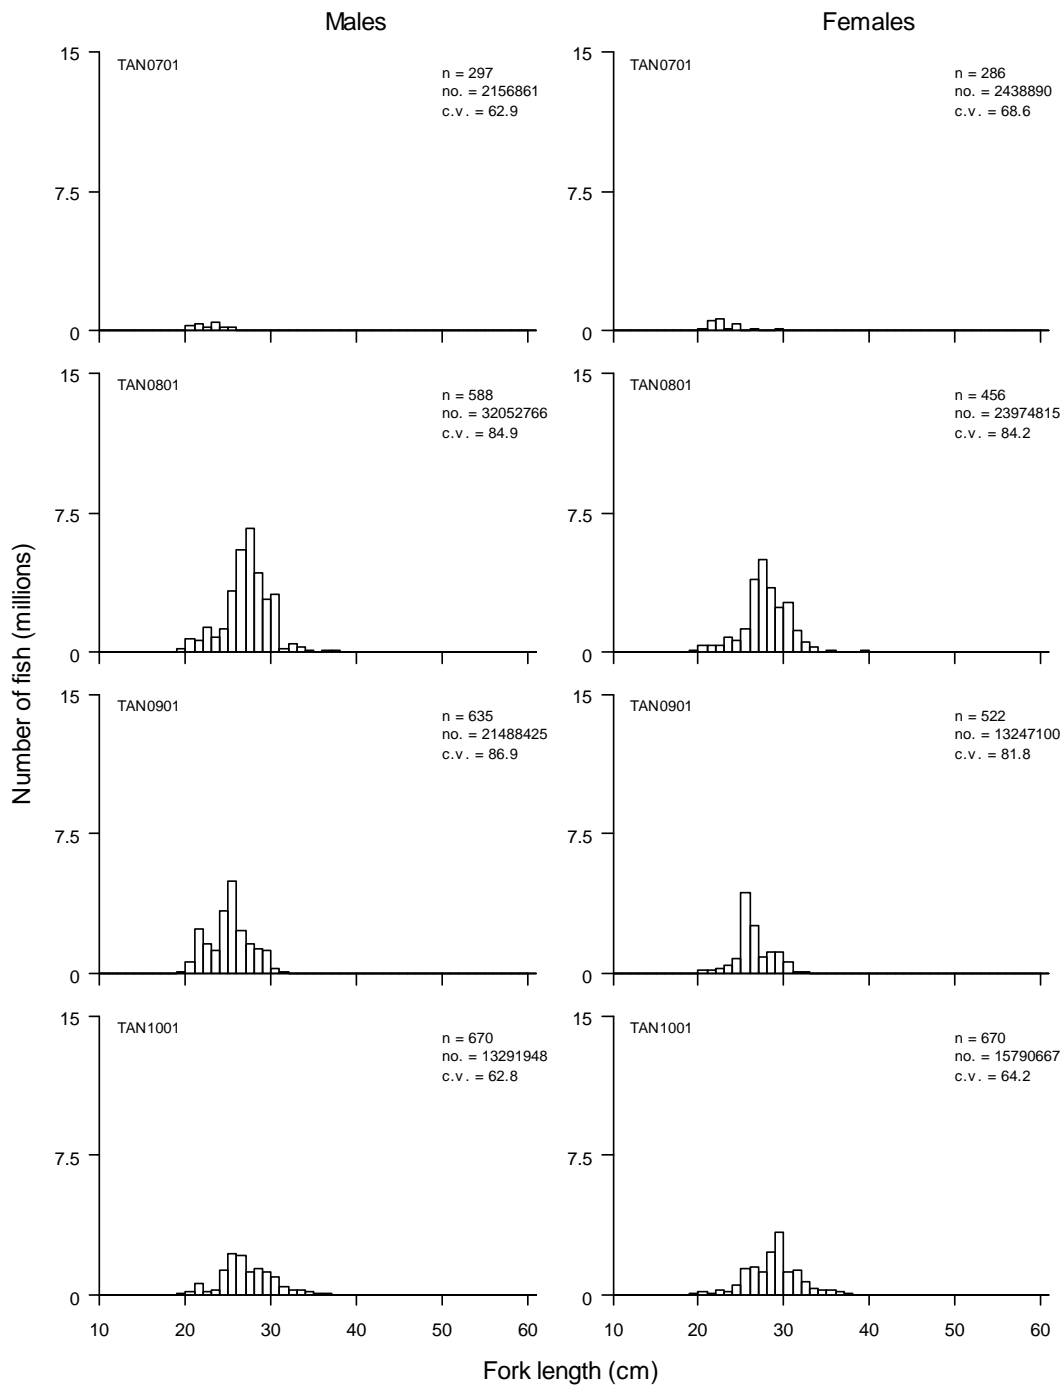 Males
Females
15
TAN0701
n = 297
no. = 2156861
c.v. = 62.9
7.5
0
15
TAN0701
n = 286
no. = 2438890
c.v. = 68.6
7.5
0
15
TAN0801
n = 588
no. = 32052766
c.v. = 84.9
7.5
0
15
TAN0801
n = 456
no. = 23974815
c.v. = 84.2
7.5
0
15
TAN0901
n = 635
no. = 21488425
c.v. = 86.9
7.5
0
15
TAN0901
n = 522
no. = 13247100
c.v. = 81.8
7.5
0
15
TAN1001
n = 670
no. = 13291948
c.v. = 62.8
7.5
0
10 20 30 40 50 60
15
TAN1001
n = 670
no. = 15790667
c.v. = 64.2
7.5
0
10 20 30 40 50 60
Number of fish (millions)
Fork length (cm)